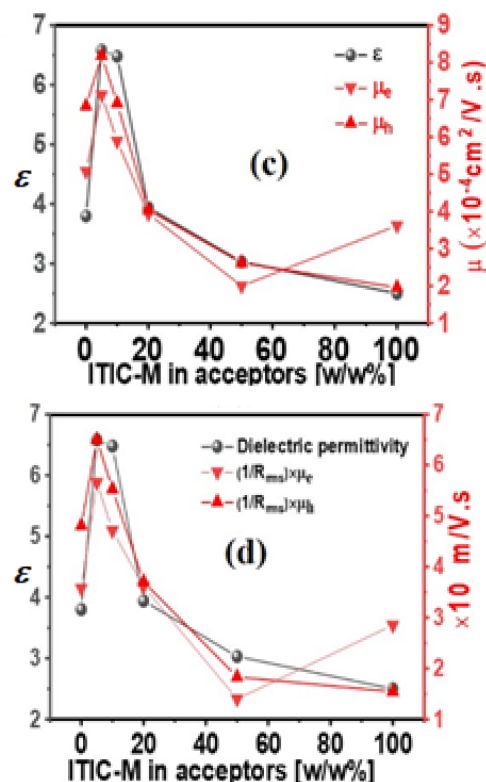 7
6
5
4
3
2
ε
ε
μe
μh
(c)
9
8
7
6
5
4
3
2
1
μ (×10⁻⁴cm²/V.s)
0 20 40 60 80 100
ITIC-M in acceptors [w/w%]
7
6
5
4
3
2
ε
Dielectric permittivity
(1/Rms)×μe
(1/Rms)×μh
(d)
7
6
5
4
3
2
1
×10 m/V.s
0 20 40 60 80 100
ITIC-M in acceptors [w/w%]